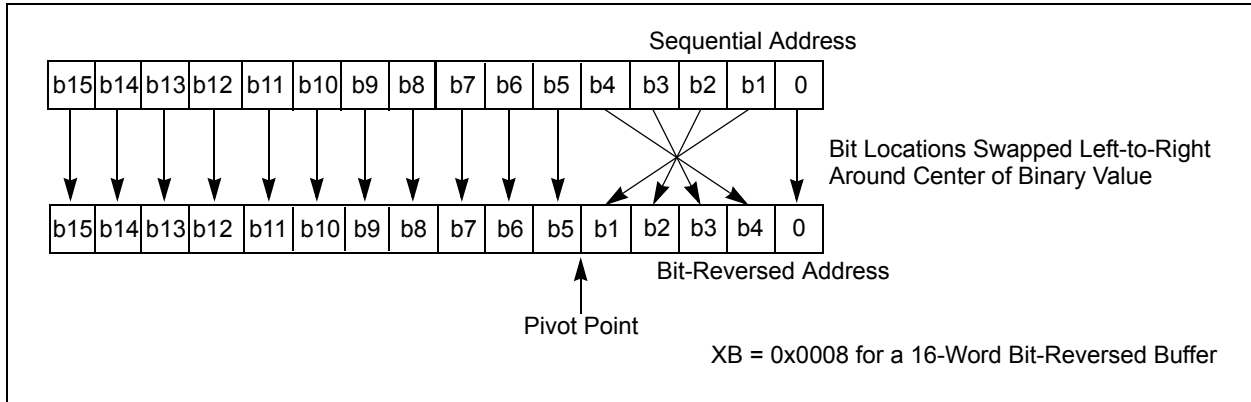 Sequential Address
b15 b14 b13 b12 b11 b10 b9 b8 b7 b6 b5 b4 b3 b2 b1 0
Bit Locations Swapped Left-to-Right
Around Center of Binary Value
b15 b14 b13 b12 b11 b10 b9 b8 b7 b6 b5 b1 b2 b3 b4 0
Bit-Reversed Address
Pivot Point
XB = 0x0008 for a 16-Word Bit-Reversed Buffer